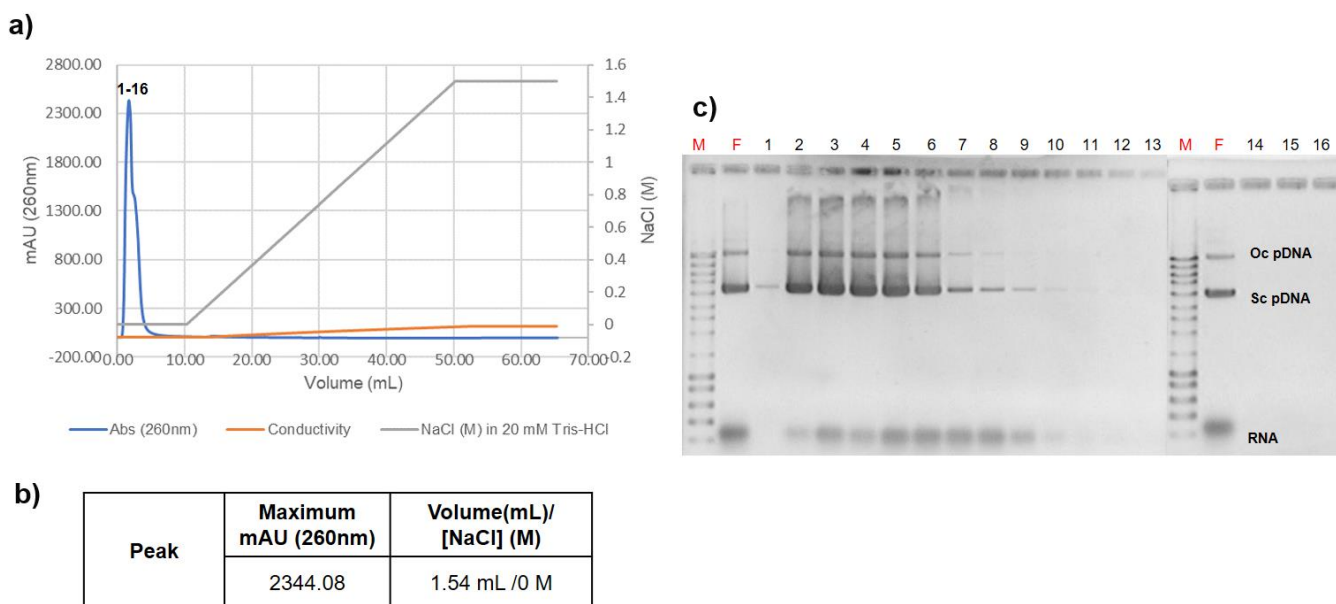 a)
1-16
2800.00
2300.00
1800.00
1300.00
800.00
300.00
-200.00
mAU (260nm)
1.6
1.4
1.2
1
0.8
0.6
0.4
0.2
0
-0.2
NaCl (M)
0.00 10.00 20.00 30.00 40.00 50.00 60.00 70.00
Volume (mL)
Abs (260nm) Conductivity NaCl (M) in 20 mM Tris-HCl
b)
Peak
Maximum
mAU (260nm)
Volume(mL)/
[NaCl] (M)
2344.08
1.54 mL /0 M
c)
M F 1 2 3 4 5 6 7 8 9 10 11 12 13 M F 14 15 16
Oc pDNA
Sc pDNA
RNA